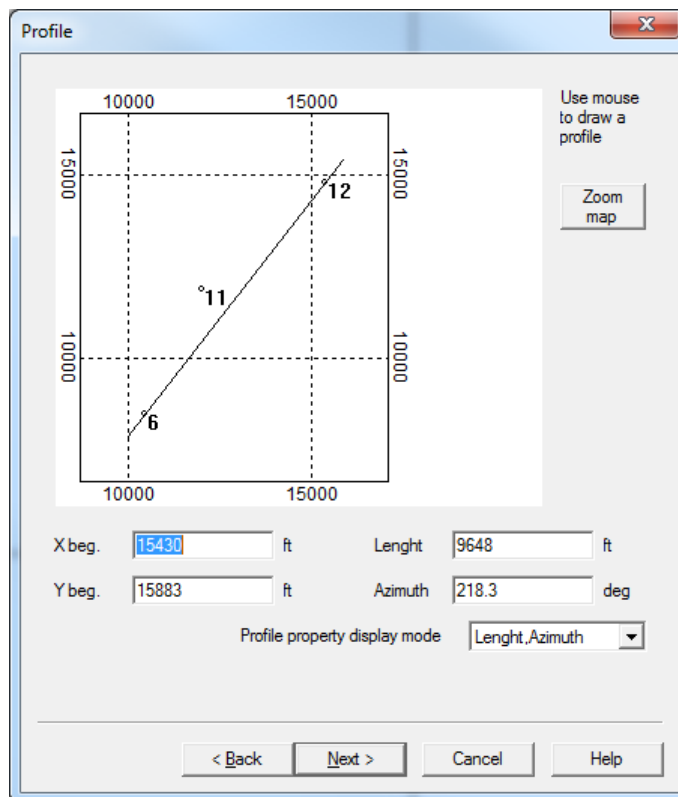 Profile
10000 15000
Use mouse
to draw a
profile
15000
15000
12
Zoom
map
11
10000
10000
6
10000 15000
X beg. 15430 ft Lenght 9648 ft
Y beg. 15883 ft Azimuth 218.3 deg
Profile property display mode Lenght,Azimuth
< Back Next > Cancel Help